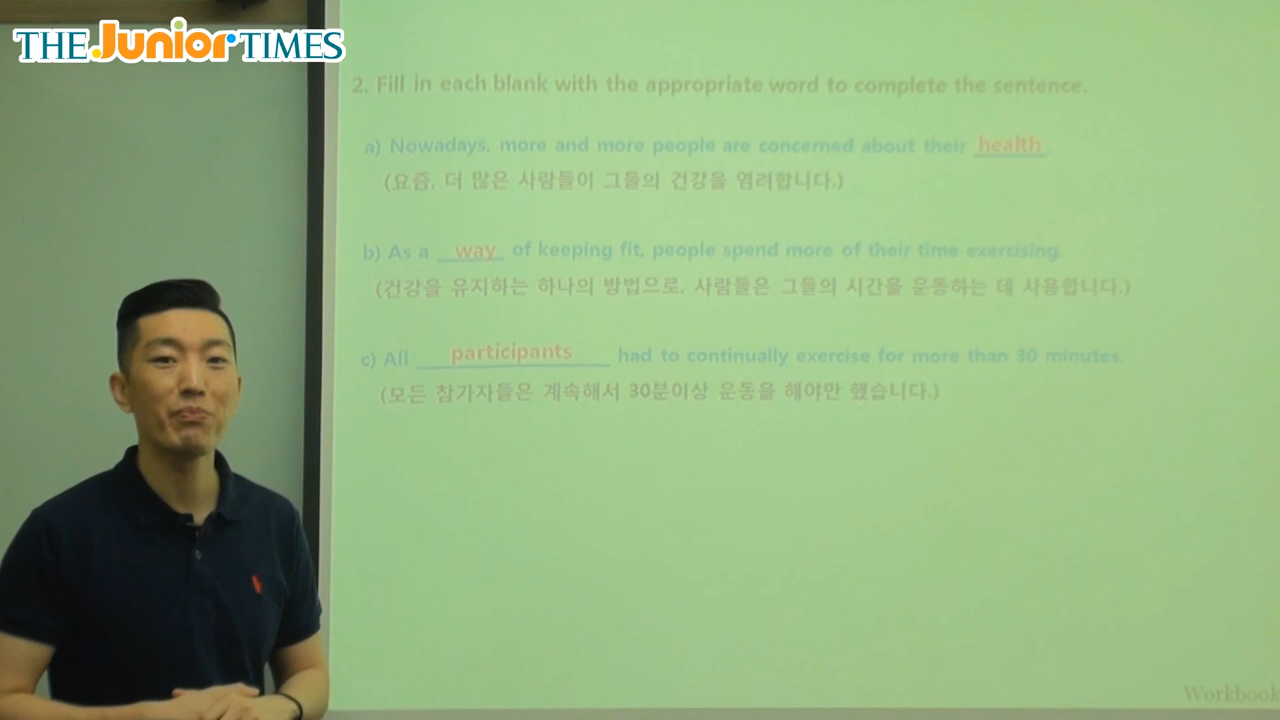 THE Junior TIMES
2. Fill in each blank with the appropriate word to complete the sentence.
a) Nowadays, more and more people are concerned about their health.
(요즘, 더 많은 사람들이 그들의 건강을 염려합니다.)
b) As a way of keeping fit, people spend more of their time exercising.
(건강을 유지하는 하나의 방법으로, 사람들은 그들의 시간을 운동하는 데 사용합니다.)
c) All participants had to continually exercise for more than 30 minutes.
(모든 참가자들은 계속해서 30분이상 운동을 해야만 했습니다.)
Workbook